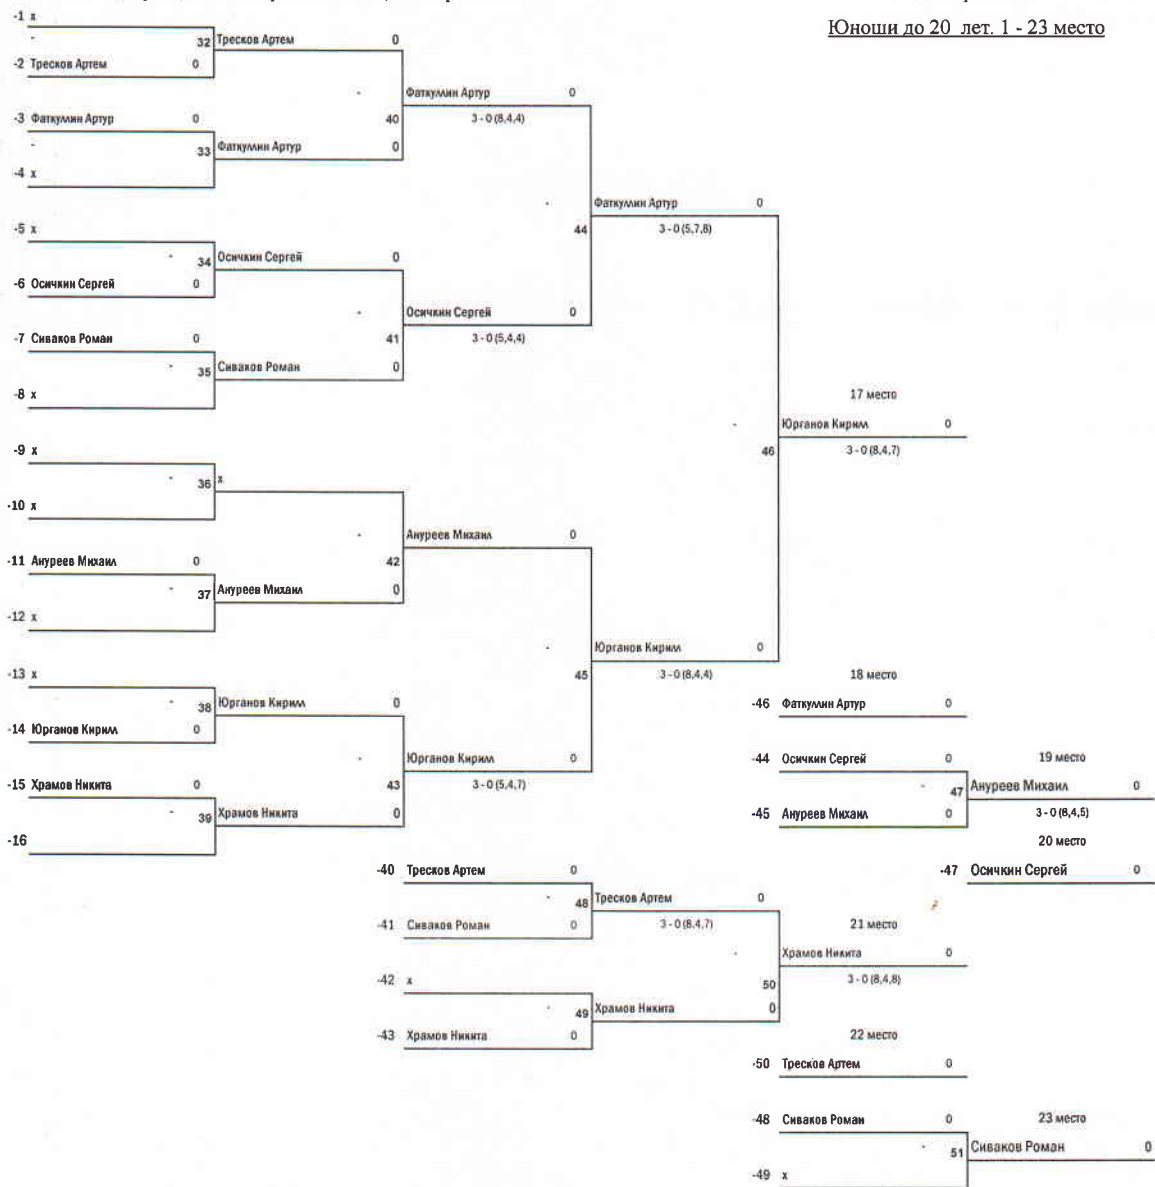 Юноши до 20 лет. 1 - 23 место
-1 x
32 Тресков Артем 0
-2 Тресков Артем 0
Фаткуллин Артур 0
3 - 0 (8,4,4)
-3 Фаткуллин Артур 0
40
33 Фаткуллин Артур 0
-4 x
Фаткуллин Артур 0
44
3 - 0 (5,7,8)
-5 x
34 Осичкин Сергей 0
-6 Осичкин Сергей 0
Осичкин Сергей 0
3 - 0 (5,4,4)
-7 Сиваков Роман 0
41
35 Сиваков Роман 0
-8 x
17 место
Юрганов Кирилл 0
46
3 - 0 (8,4,7)
-9 x
36 x
-10 x
Ануреев Михаил 0
-11 Ануреев Михаил 0
42
37 Ануреев Михаил 0
-12 x
Юрганов Кирилл 0
45
3 - 0 (8,4,4)
-13 x
38 Юрганов Кирилл 0
-14 Юрганов Кирилл 0
Юрганов Кирилл 0
3 - 0 (5,4,7)
-15 Храмов Никита 0
43
39 Храмов Никита 0
-16
18 место
-46 Фаткуллин Артур 0
-44 Осичкин Сергей 0
19 место
47 Ануреев Михаил 0
3 - 0 (8,4,5)
-45 Ануреев Михаил 0
20 место
-47 Осичкин Сергей 0
-40 Тресков Артем 0
48 Тресков Артем 0
3 - 0 (8,4,7)
-41 Сиваков Роман 0
21 место
Храмов Никита 0
50
3 - 0 (8,4,8)
-42 x
49 Храмов Никита 0
-43 Храмов Никита 0
22 место
-50 Тресков Артем 0
-48 Сиваков Роман 0
23 место
51 Сиваков Роман 0
-49 x